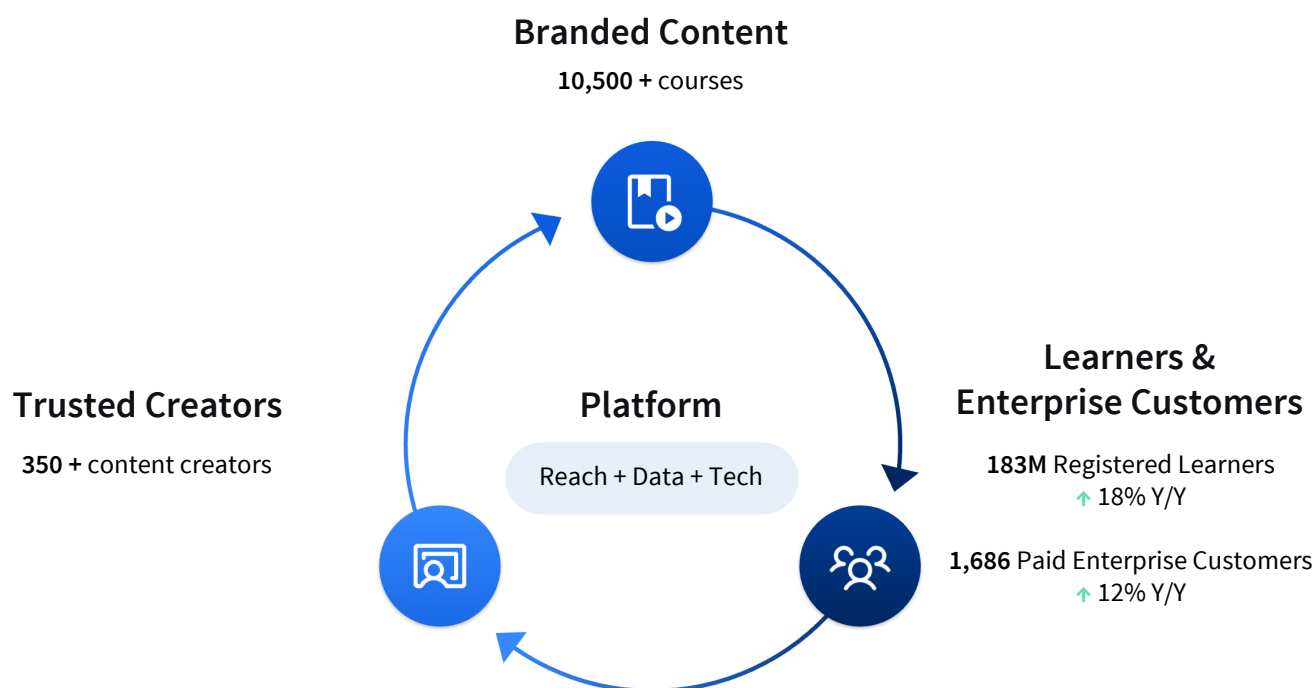 Branded Content
10,500 + courses
Trusted Creators
350 + content creators
Platform
Reach + Data + Tech
Learners &
Enterprise Customers
183M Registered Learners
18% Y/Y
1,686 Paid Enterprise Customers
12% Y/Y